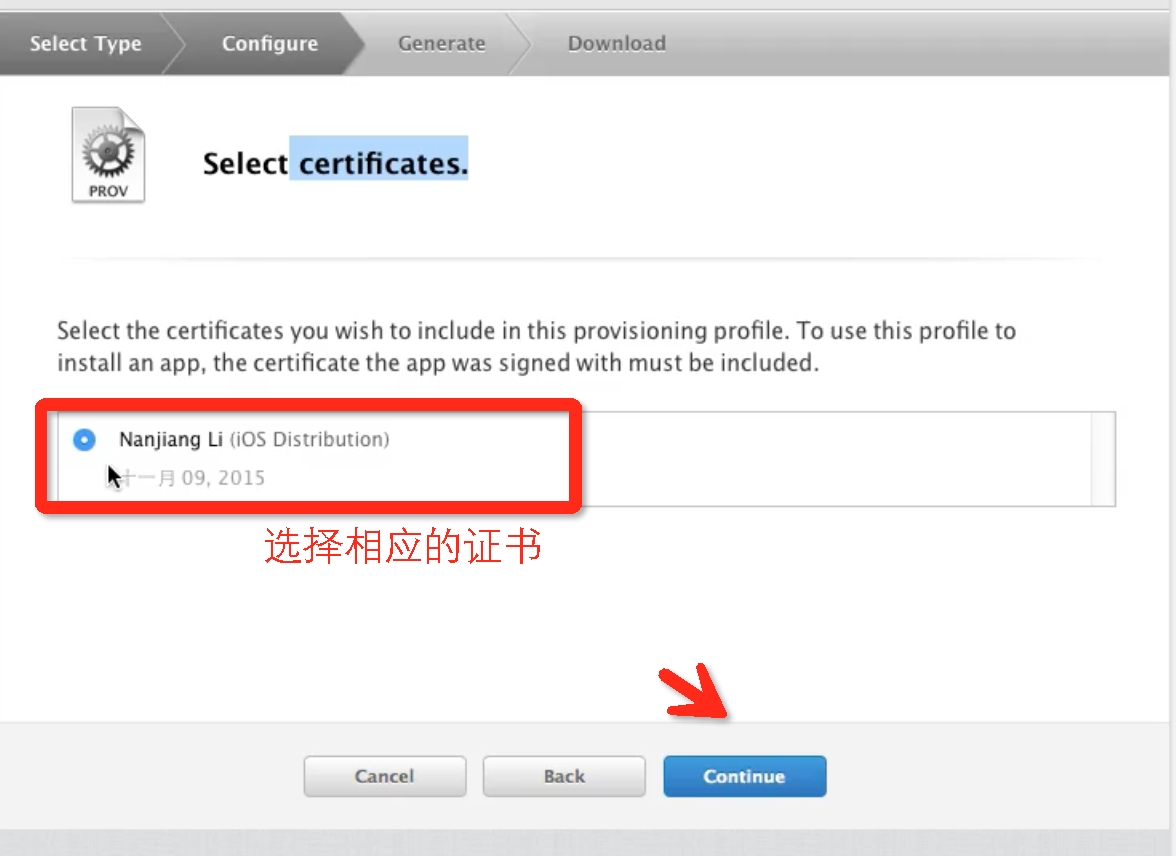 Select Type
Configure
Generate
Download
PROV
Select certificates.
Select the certificates you wish to include in this provisioning profile. To use this profile to
install an app, the certificate the app was signed with must be included.
Nanjiang Li (iOS Distribution)
十一月 09, 2015
选择相应的证书
Cancel
Back
Continue